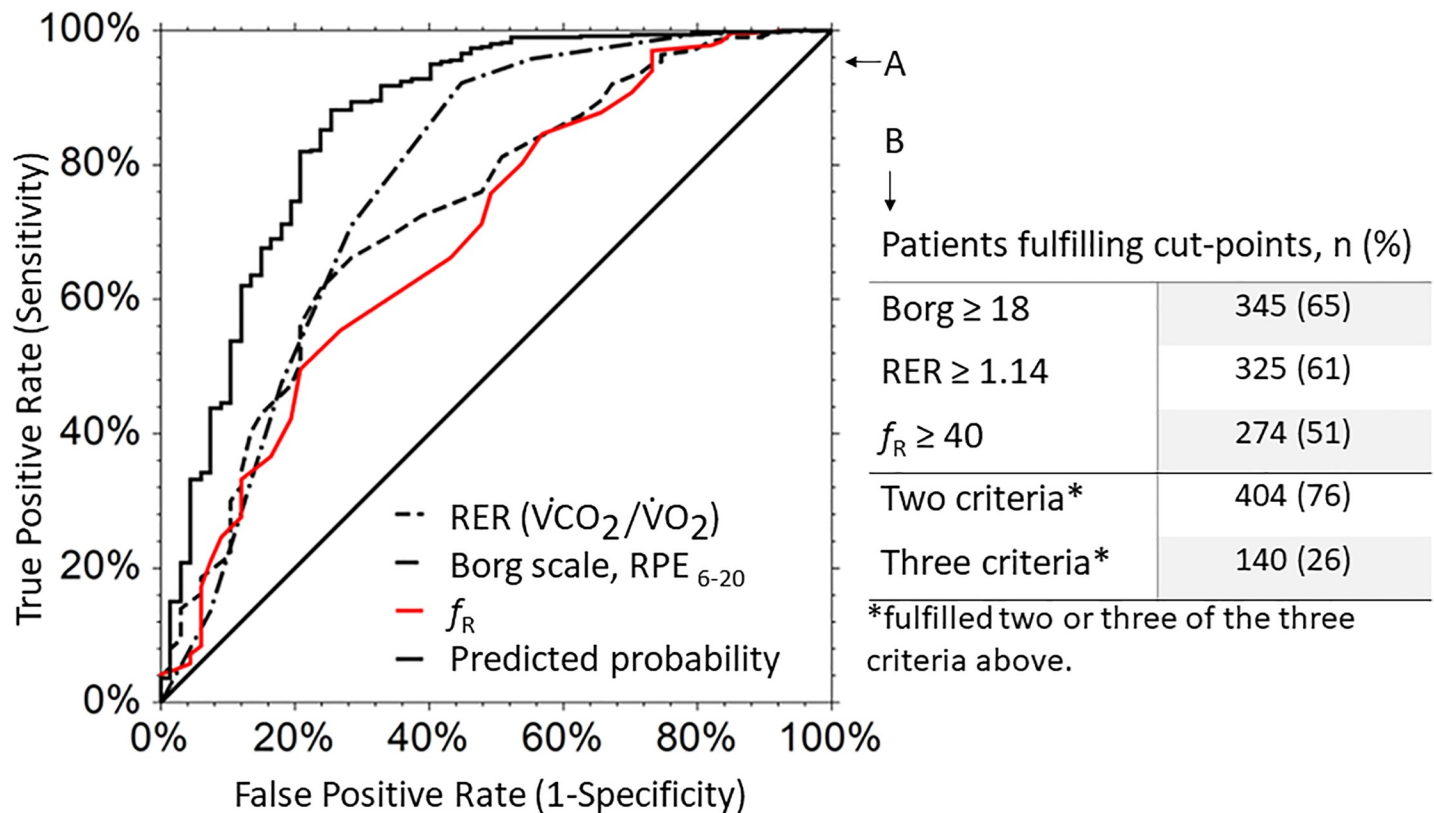 100%
80%
60%
40%
20%
0%
True Positive Rate (Sensitivity)
0% 20% 40% 60% 80% 100%
False Positive Rate (1-Specificity)
RER (V̇CO₂/V̇O₂)
Borg scale, RPE 6-20
fR
Predicted probability
A
B
Patients fulfilling cut-points, n (%)
Borg ≥ 18 345 (65)
RER ≥ 1.14 325 (61)
fR ≥ 40 274 (51)
Two criteria* 404 (76)
Three criteria* 140 (26)
*fulfilled two or three of the three
criteria above.